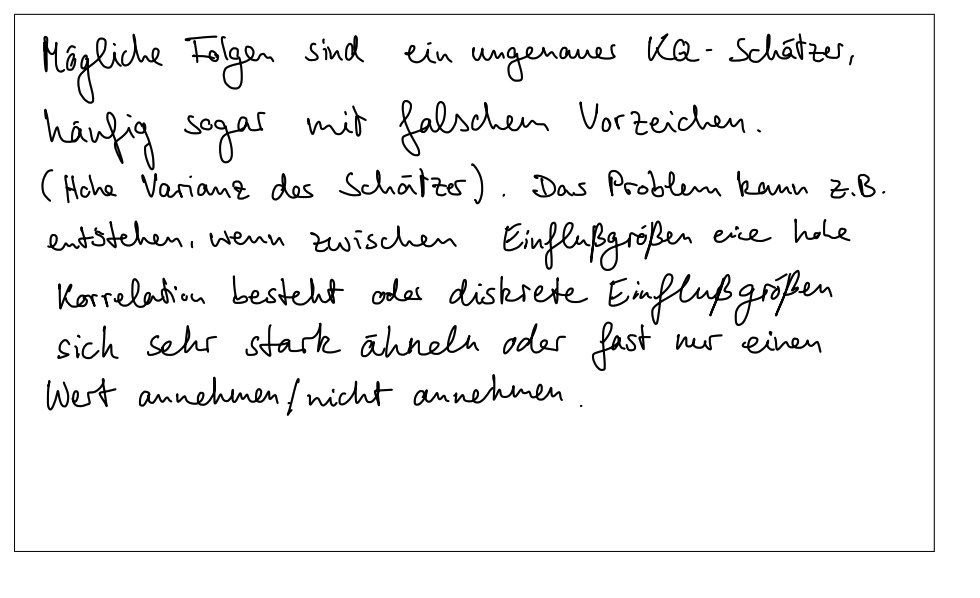 Mögliche Folgen sind ein ungenauer KQ-Schätzer,
häufig sogar mit falschem Vorzeichen.
(Hohe Varianz des Schätzer). Das Problem kann z.B.
entstehen, wenn zwischen Einflußgrößen eine hohe
Korrelation besteht oder diskrete Einflußgrößen
sich sehr stark ähneln oder fast nur einen
Wert annehmen/nicht annehmen.